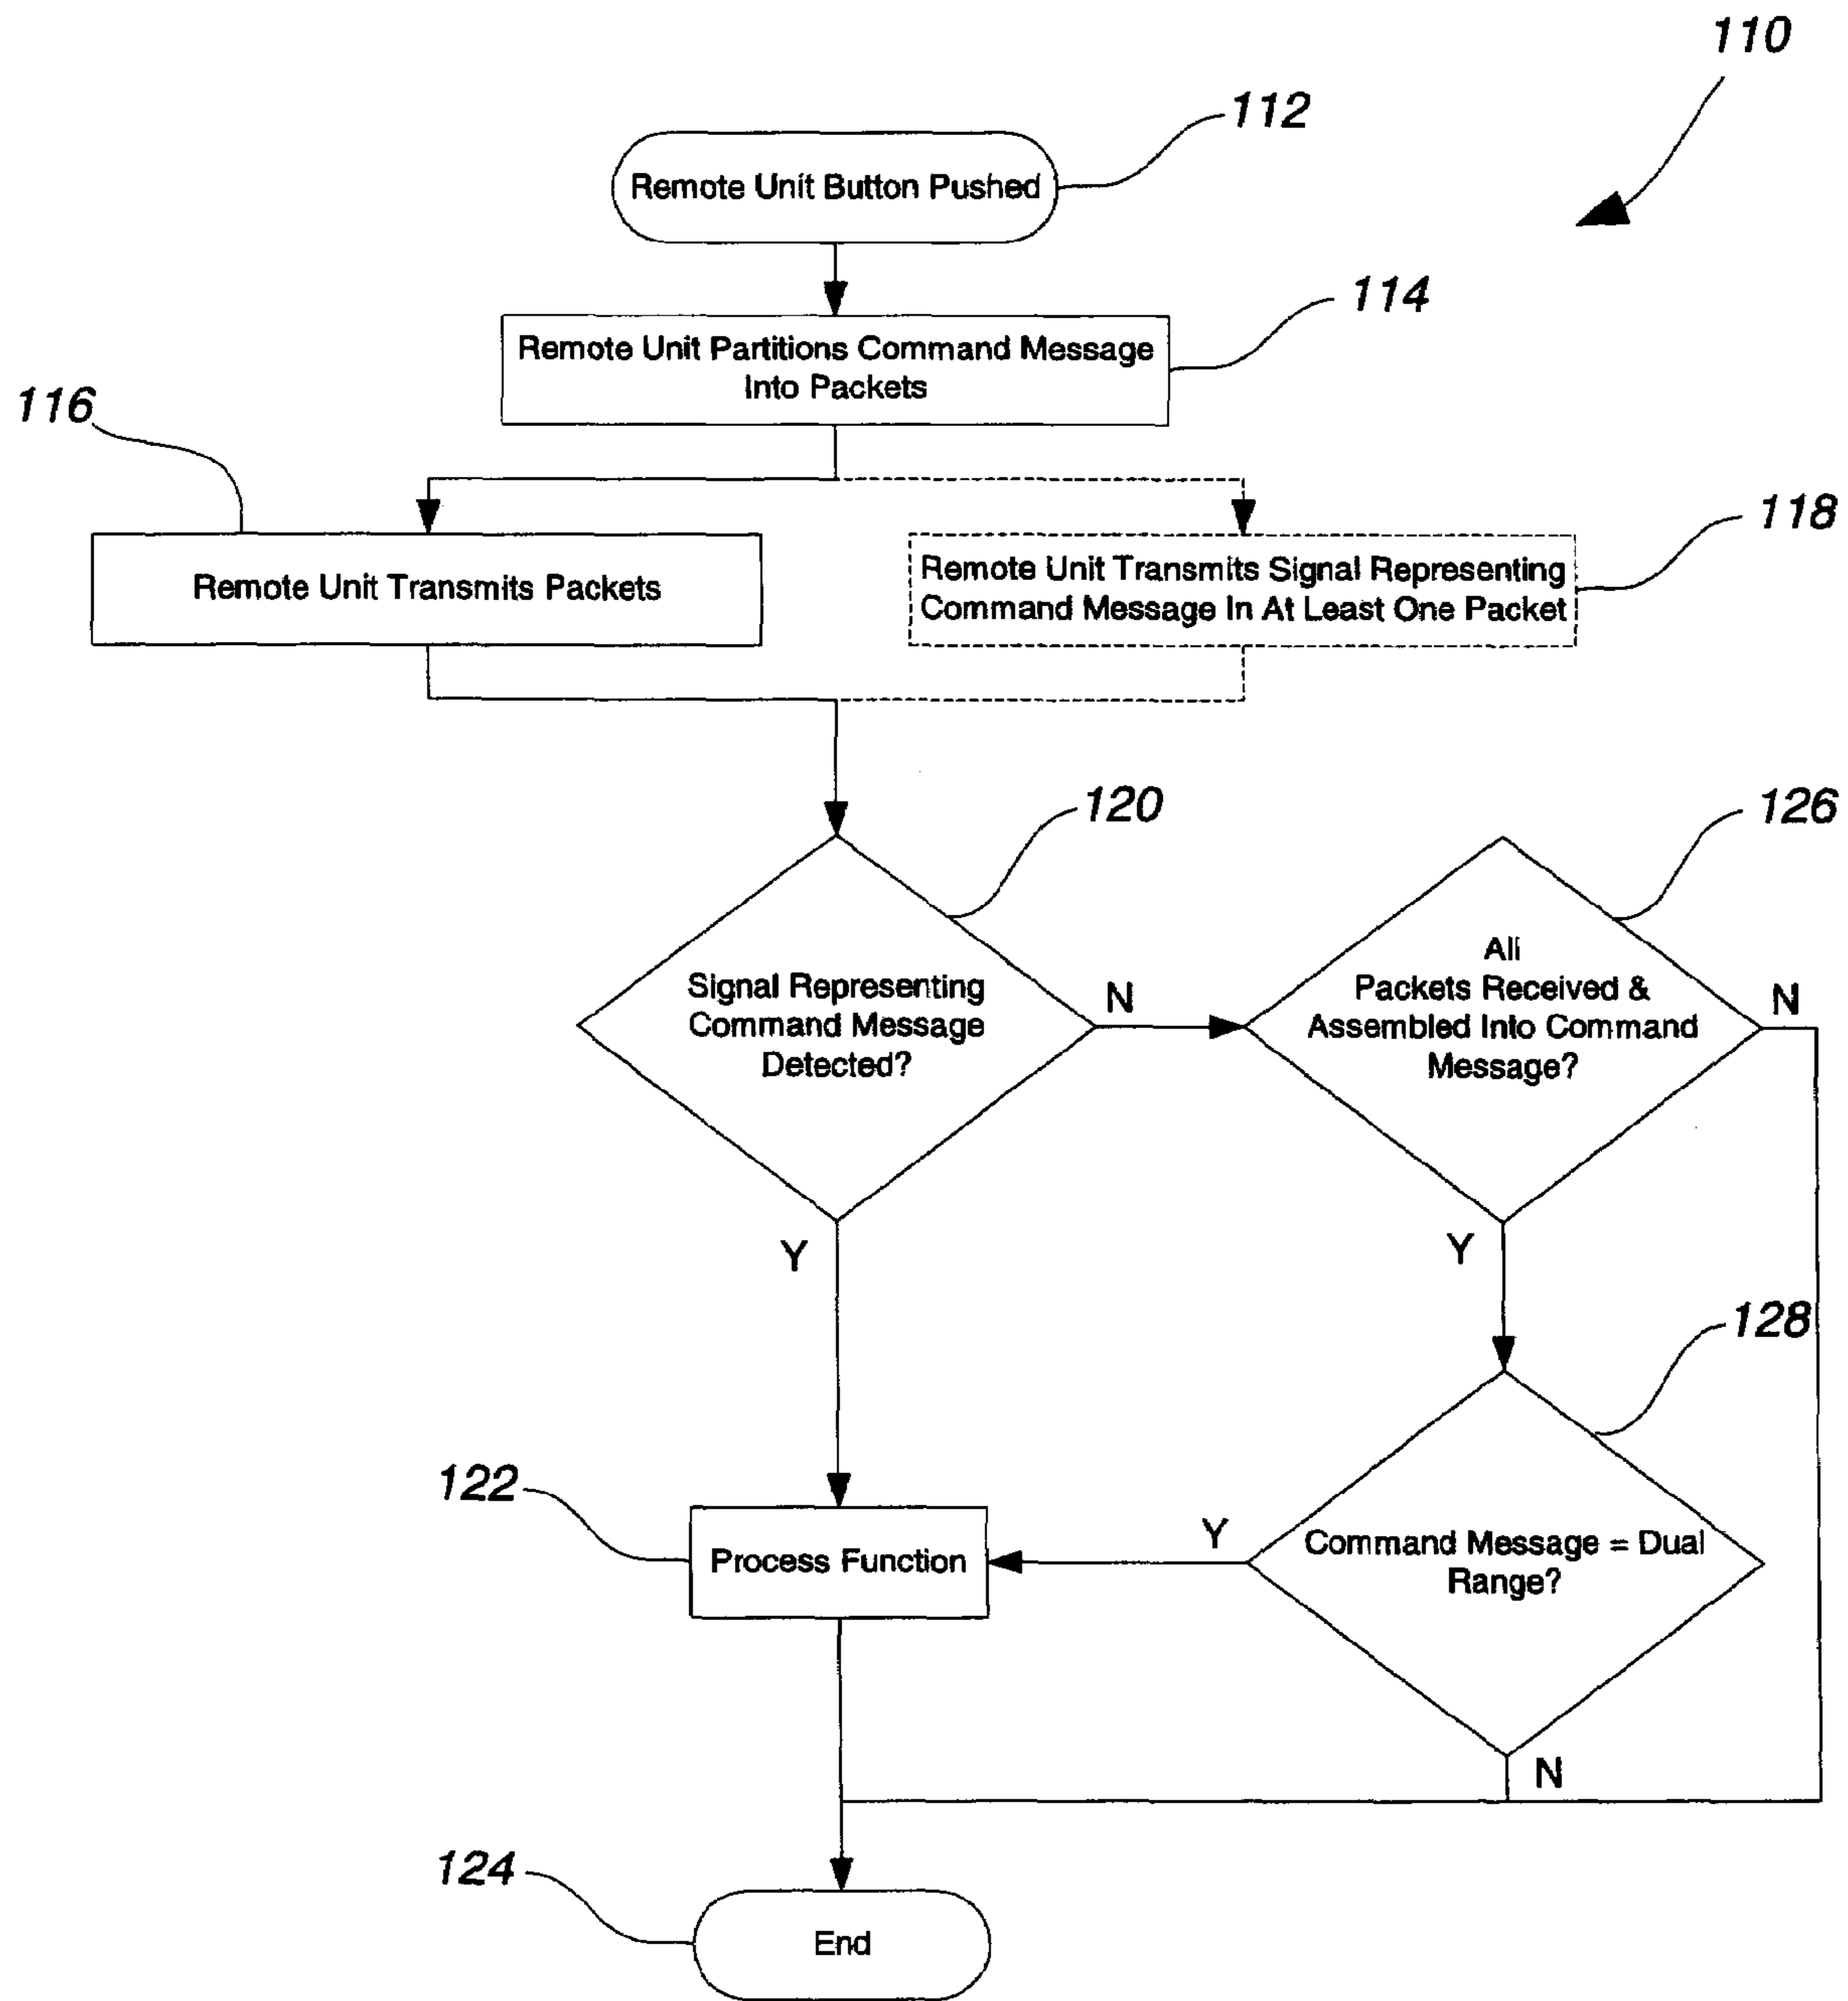 110
112
Remote Unit Button Pushed
114
Remote Unit Partitions Command Message
Into Packets
116
118
Remote Unit Transmits Packets
Remote Unit Transmits Signal Representing
Command Message In At Least One Packet
120
126
Signal Representing
Command Message
Detected?
N
All
Packets Received &
Assembled Into Command
Message?
N
Y
Y
128
122
Process Function
Y
Command Message = Dual
Range?
N
124
End